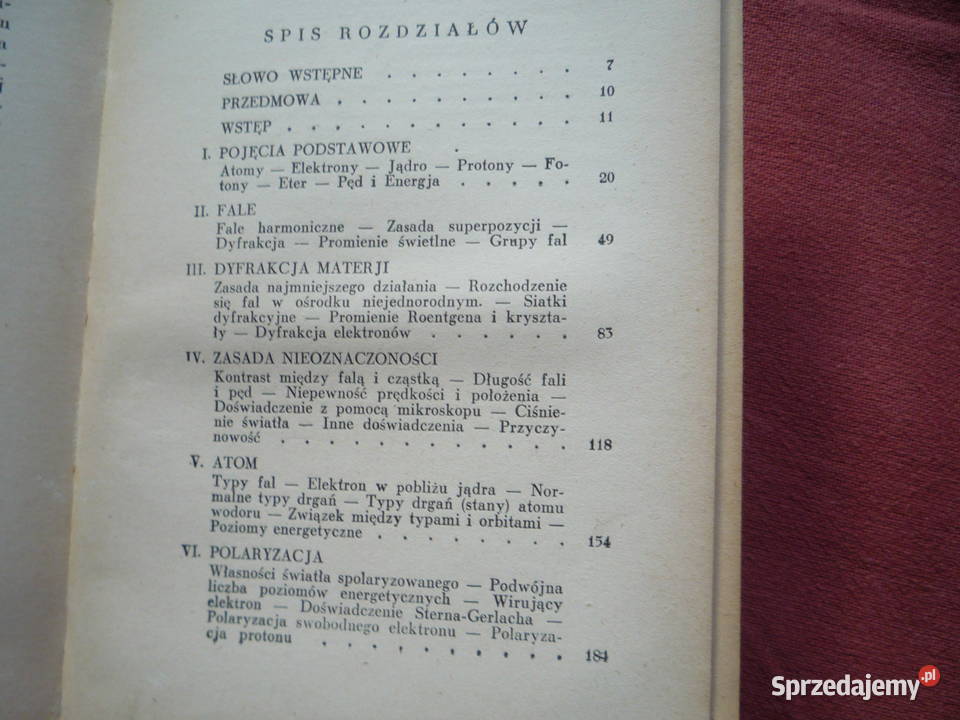 SPIS ROZDZIAŁÓW
SŁOWO WSTĘPNE . . . . . . . . 7
PRZEDMOWA . . . . . . . . . . 10
WSTĘP . . . . . . . . . . . . 11
I. POJĘCIA PODSTAWOWE
Atomy — Elektrony — Jądro — Protony — Fo-
tony — Eter — Pęd i Energja . . . . . 20
II. FALE
Fale harmoniczne — Zasada superpozycji —
Dyfrakcja — Promienie świetlne — Grupy fal 49
III. DYFRAKCJA MATERJI
Zasada najmniejszego działania — Rozchodzenie
się fal w ośrodku niejednorodnym. — Siatki
dyfrakcyjne — Promienie Roentgena i kryszta-
ły — Dyfrakcja elektronów . . . . . . 83
IV. ZASADA NIEOZNACZONOŚCI
Kontrast między falą i cząstką — Długość fali
i pęd — Niepewność prędkości i położenia —
Doświadczenie z pomocą mikroskopu — Ciśnie-
nie światła — Inne doświadczenia — Przyczy-
nowość . . . . . . . . . . . . 118
V. ATOM
Typy fal — Elektron w pobliżu jądra — Nor-
malne typy drgań — Typy drgań (stany) atomu
wodoru — Związek między typami i orbitami —
Poziomy energetyczne . . . . . . . . 154
VI. POLARYZACJA
Własności światła spolaryzowanego — Podwójna
liczba poziomów energetycznych — Wirujący
elektron — Doświadczenie Sterna-Gerlacha —
Polaryzacja swobodnego elektronu — Polaryza-
cja protonu . . . . . . . . . . 184
Sprzedajemy.pl